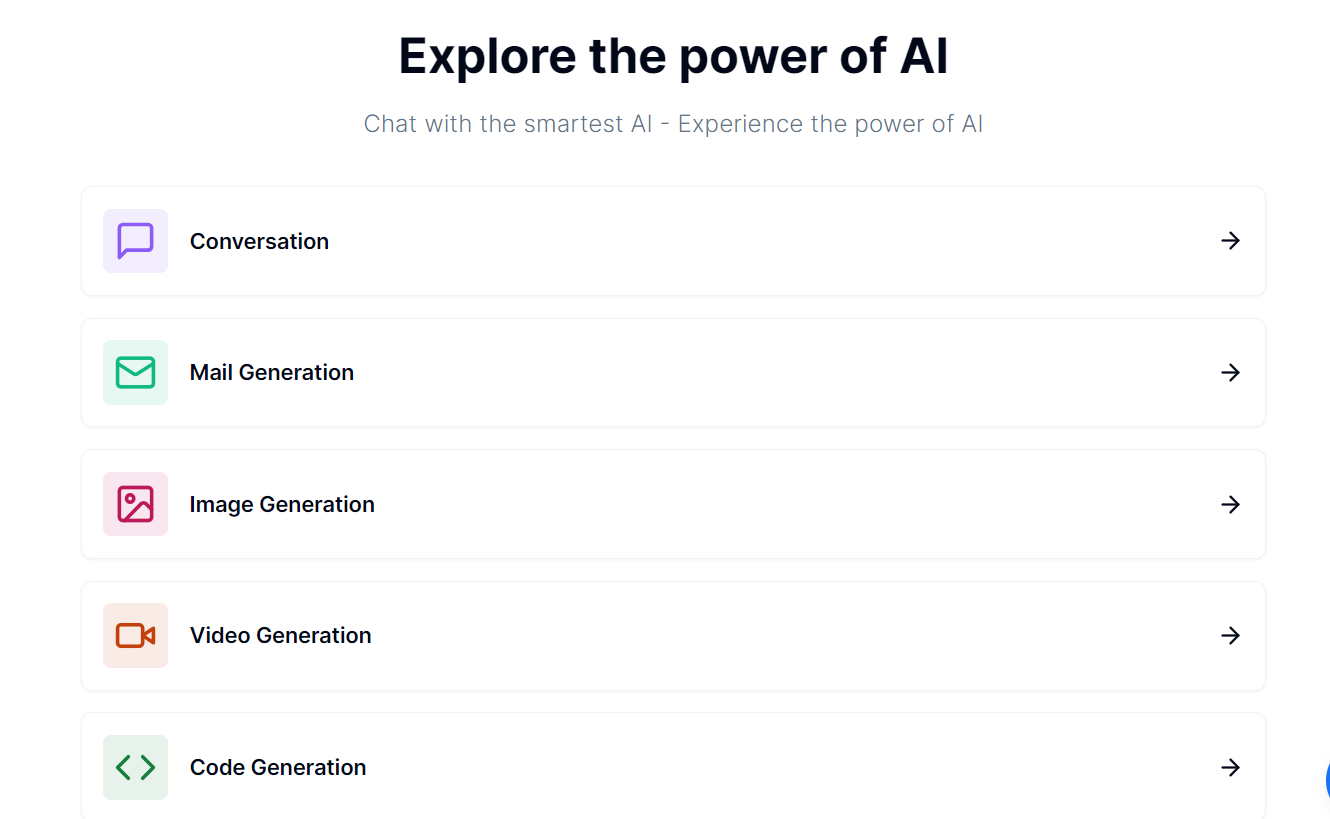 Explore the power of AI
Chat with the smartest AI - Experience the power of AI
Conversation
Mail Generation
Image Generation
Video Generation
Code Generation